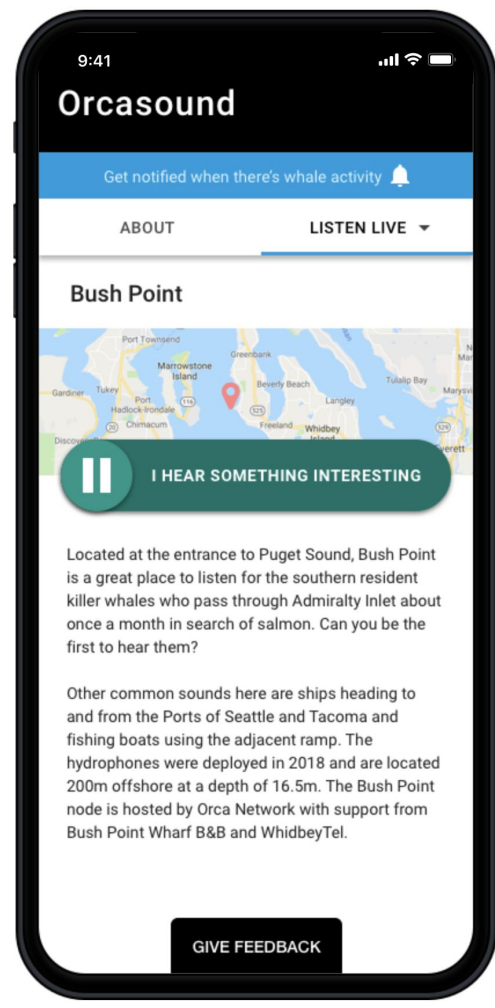 9:41
Orcasound
Get notified when there's whale activity
ABOUT
LISTEN LIVE
Bush Point
Port Townsend
Greenbank
Marrowstone
Island
Gardiner
Tukey
Port
Hadlock-Irondale
116
Beverly Beach
Tulalip Bay
Marysvi
Langley
525
529
Chimacum
20
Freeland
Whidbey
Island
Discov
verett
I HEAR SOMETHING INTERESTING
Located at the entrance to Puget Sound, Bush Point
is a great place to listen for the southern resident
killer whales who pass through Admiralty Inlet about
once a month in search of salmon. Can you be the
first to hear them?
Other common sounds here are ships heading to
and from the Ports of Seattle and Tacoma and
fishing boats using the adjacent ramp. The
hydrophones were deployed in 2018 and are located
200m offshore at a depth of 16.5m. The Bush Point
node is hosted by Orca Network with support from
Bush Point Wharf B&B and WhidbeyTel.
GIVE FEEDBACK